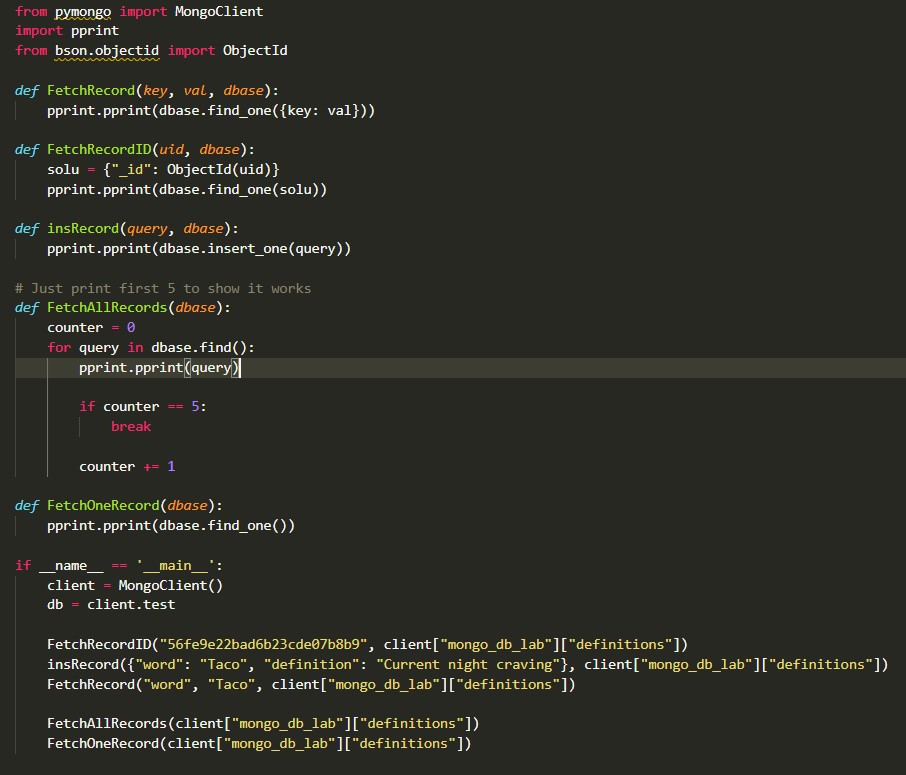 from pymongo import MongoClient
import pprint
from bson.objectid import ObjectId

def FetchRecord(key, val, dbase):
    pprint.pprint(dbase.find_one({key: val}))

def FetchRecordID(uid, dbase):
    solu = {"_id": ObjectId(uid)}
    pprint.pprint(dbase.find_one(solu))

def insRecord(query, dbase):
    pprint.pprint(dbase.insert_one(query))

# Just print first 5 to show it works
def FetchAllRecords(dbase):
    counter = 0
    for query in dbase.find():
        pprint.pprint(query)

        if counter == 5:
            break

        counter += 1

def FetchOneRecord(dbase):
    pprint.pprint(dbase.find_one())

if __name__ == '__main__':
    client = MongoClient()
    db = client.test

    FetchRecordID("56fe9e22bad6b23cde07b8b9", client["mongo_db_lab"]["definitions"])
    insRecord({"word": "Taco", "definition": "Current night craving"}, client["mongo_db_lab"]["definitions"])
    FetchRecord("word", "Taco", client["mongo_db_lab"]["definitions"])

    FetchAllRecords(client["mongo_db_lab"]["definitions"])
    FetchOneRecord(client["mongo_db_lab"]["definitions"])